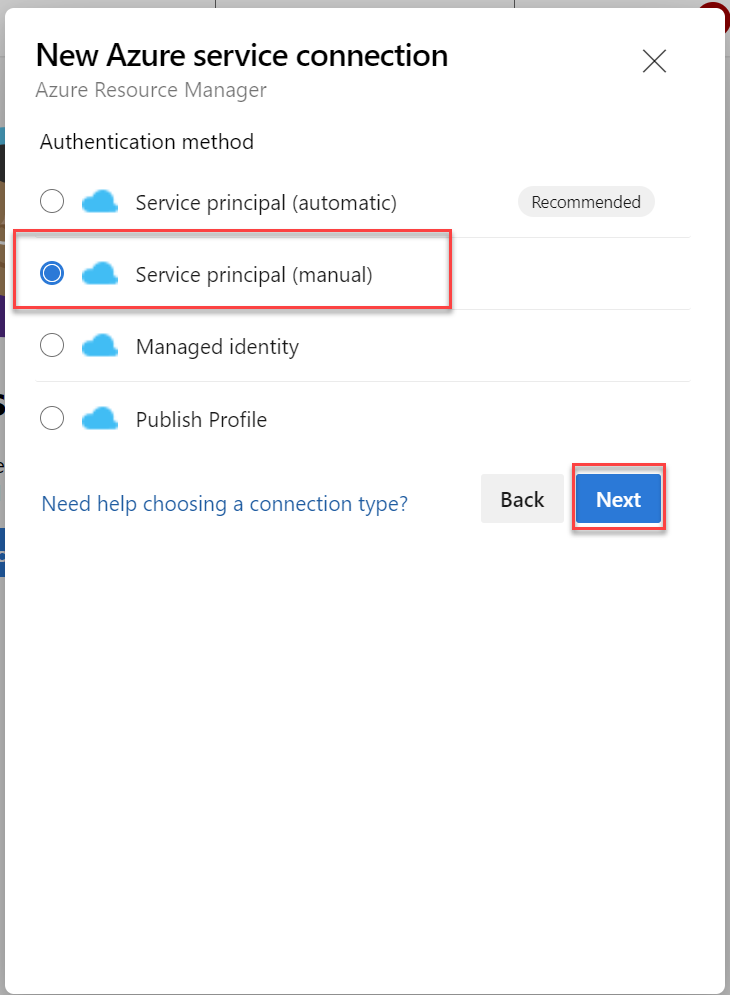 New Azure service connection
Azure Resource Manager
Authentication method
Service principal (automatic)
Recommended
Service principal (manual)
Managed identity
Publish Profile
Need help choosing a connection type?
Back
Next